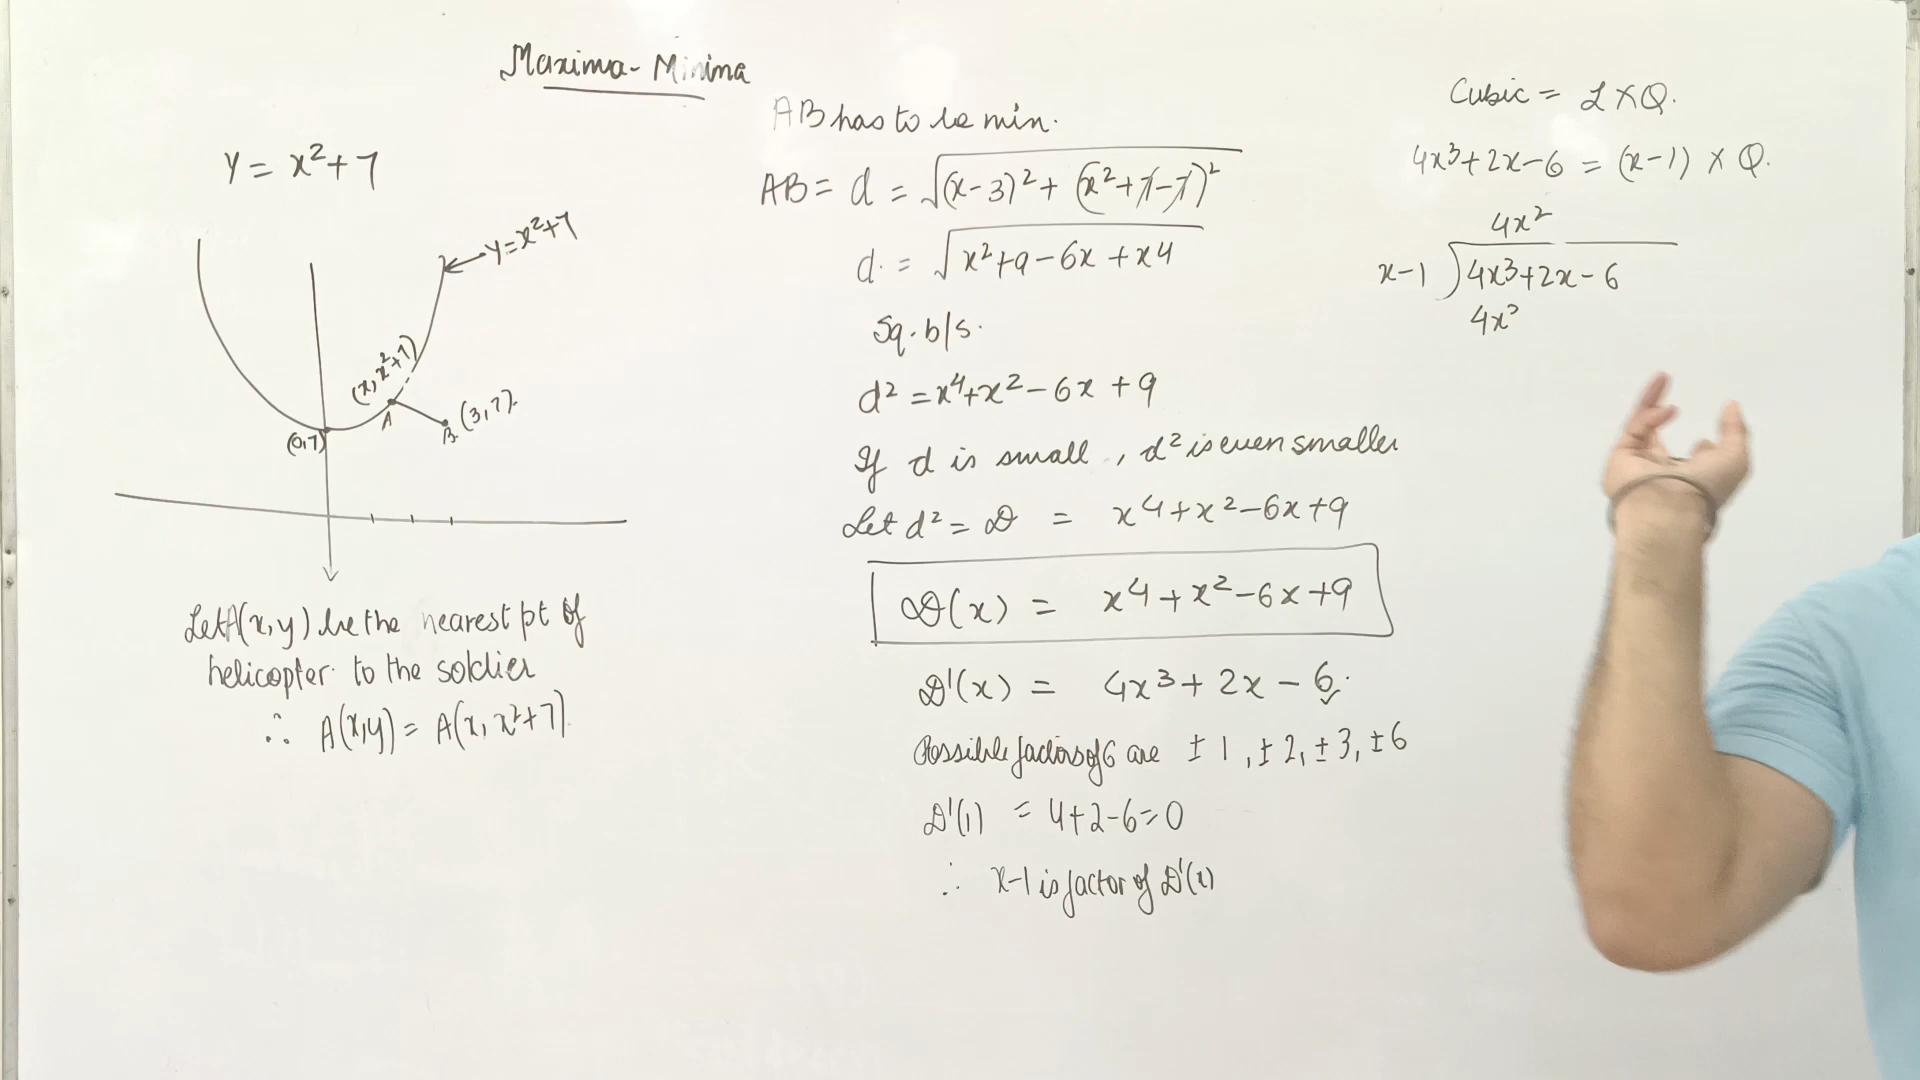 Maxima-Minima
Y = x²+7
Y=x²+7
(x, x²+7)
A
B
(3,7).
(0,7)
Let A(x,y) be the nearest pt of
helicopter to the soldier
∴ A(x,y) = A(x, x²+7)
AB has to be min.
AB = d = √(x-3)²+ (x²+7-7)²
d = √x²+9-6x+x4
Sq. b/s.
d² = x4+x²-6x+9
If d is small, d² is even smaller
Let d² = D = x4+x²-6x+9
D(x) = x4+x²-6x+9
D'(x) = 4x3+2x-6.
Possible factors of 6 are ±1, ±2, ±3, ±6
D'(1) = 4+2-6=0
∴ x-1 is factor of D'(x)
Cubic = L×Q.
4x3+2x-6 = (x-1) × Q.
4x²
x-1 ) 4x3+2x-6
4x3